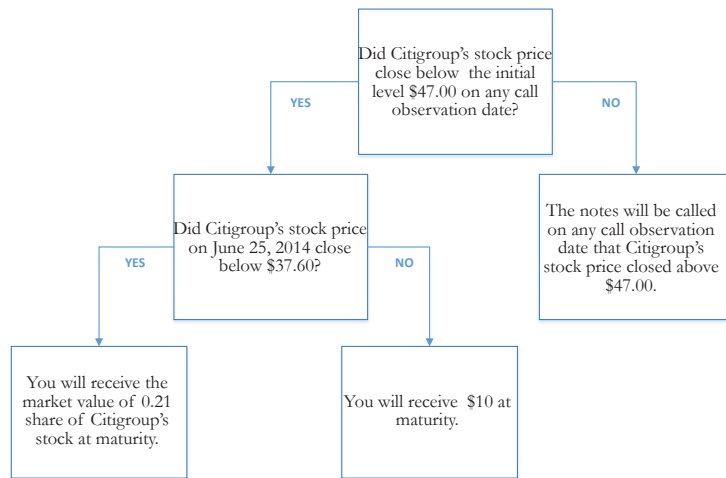 Did Citigroup's stock price
close below the initial
level $47.00 on any call
observation date?
YES
NO
Did Citigroup's stock price
on June 25, 2014 close
below $37.60?
The notes will be called
on any call observation
date that Citigroup's
stock price closed above
$47.00.
YES
NO
You will receive the
market value of 0.21
share of Citigroup's
stock at maturity.
You will receive $10 at
maturity.